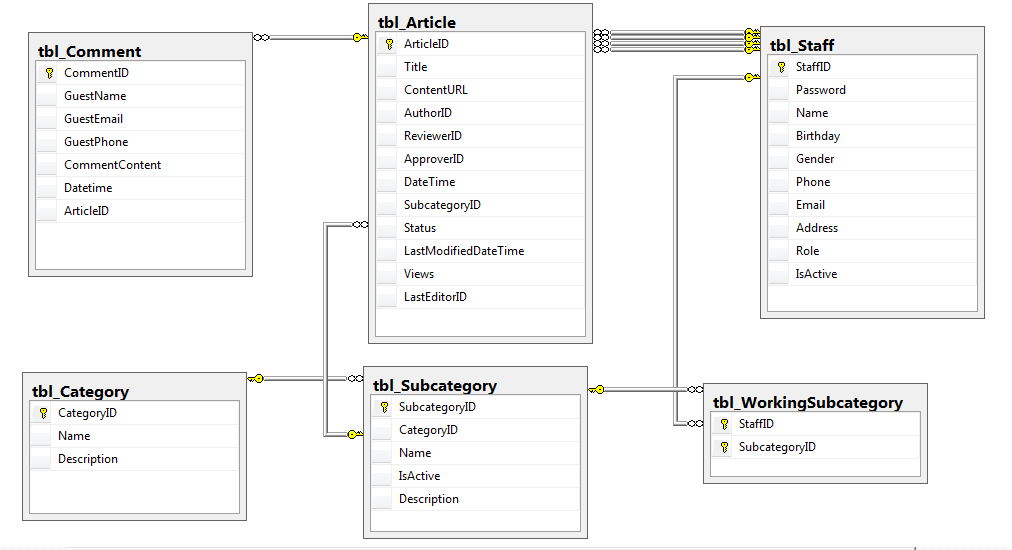 tbl_Comment
CommentID
GuestName
GuestEmail
GuestPhone
CommentContent
Datetime
ArticleID
tbl_Article
ArticleID
Title
ContentURL
AuthorID
ReviewerID
ApproverID
DateTime
SubcategoryID
Status
LastModifiedDateTime
Views
LastEditorID
tbl_Staff
StaffID
Password
Name
Birthday
Gender
Phone
Email
Address
Role
IsActive
tbl_Category
CategoryID
Name
Description
tbl_Subcategory
SubcategoryID
CategoryID
Name
IsActive
Description
tbl_WorkingSubcategory
StaffID
SubcategoryID